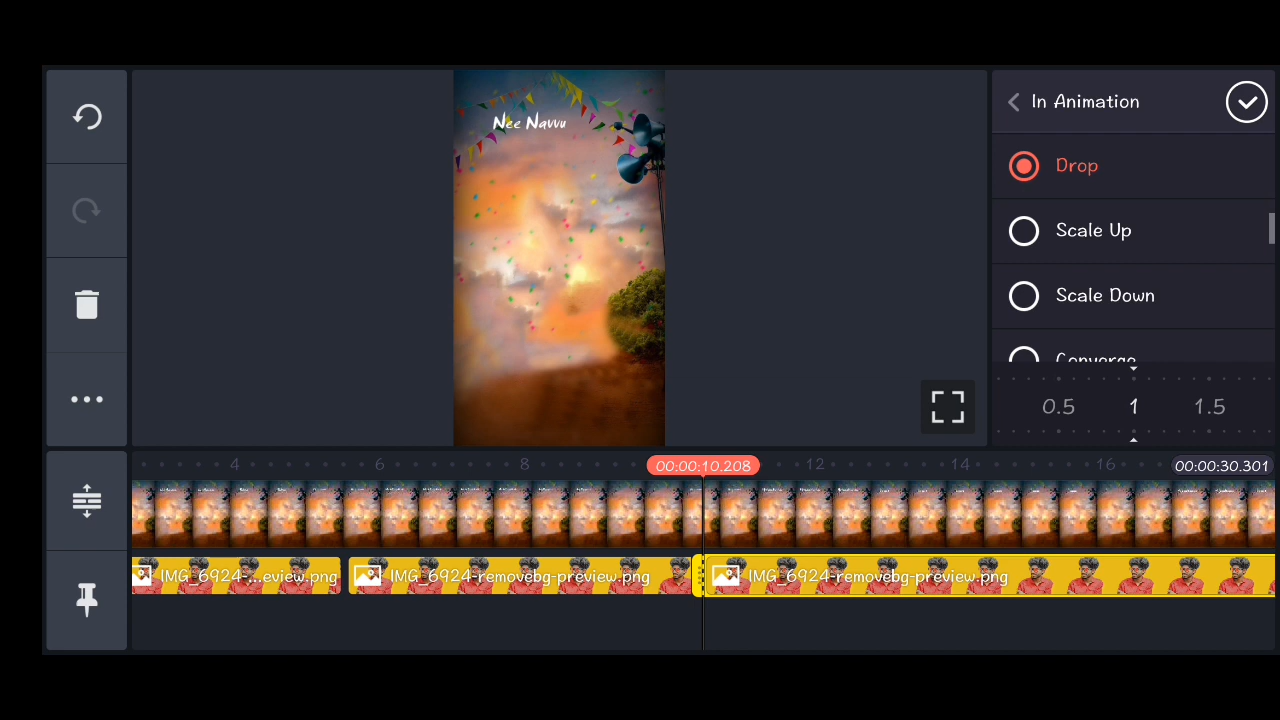 In Animation
Nee Navvu
Drop
Scale Up
Scale Down
Converge
0.5 1 1.5
4 6 8 00:00:10.208 12 14 16 00:00:30.301
IMG_6924-...eview.png IMG_6924-removebg-preview.png IMG_6924-removebg-preview.png